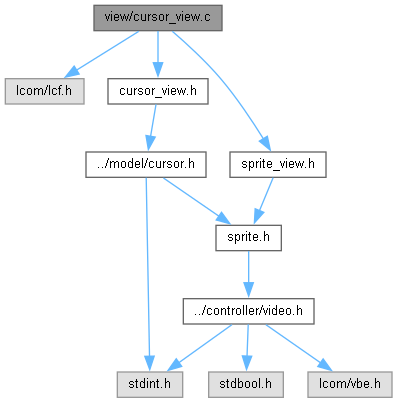 view/cursor_view.c
lcom/lcf.h
cursor_view.h
../model/cursor.h
sprite_view.h
sprite.h
../controller/video.h
stdint.h
stdbool.h
lcom/vbe.h